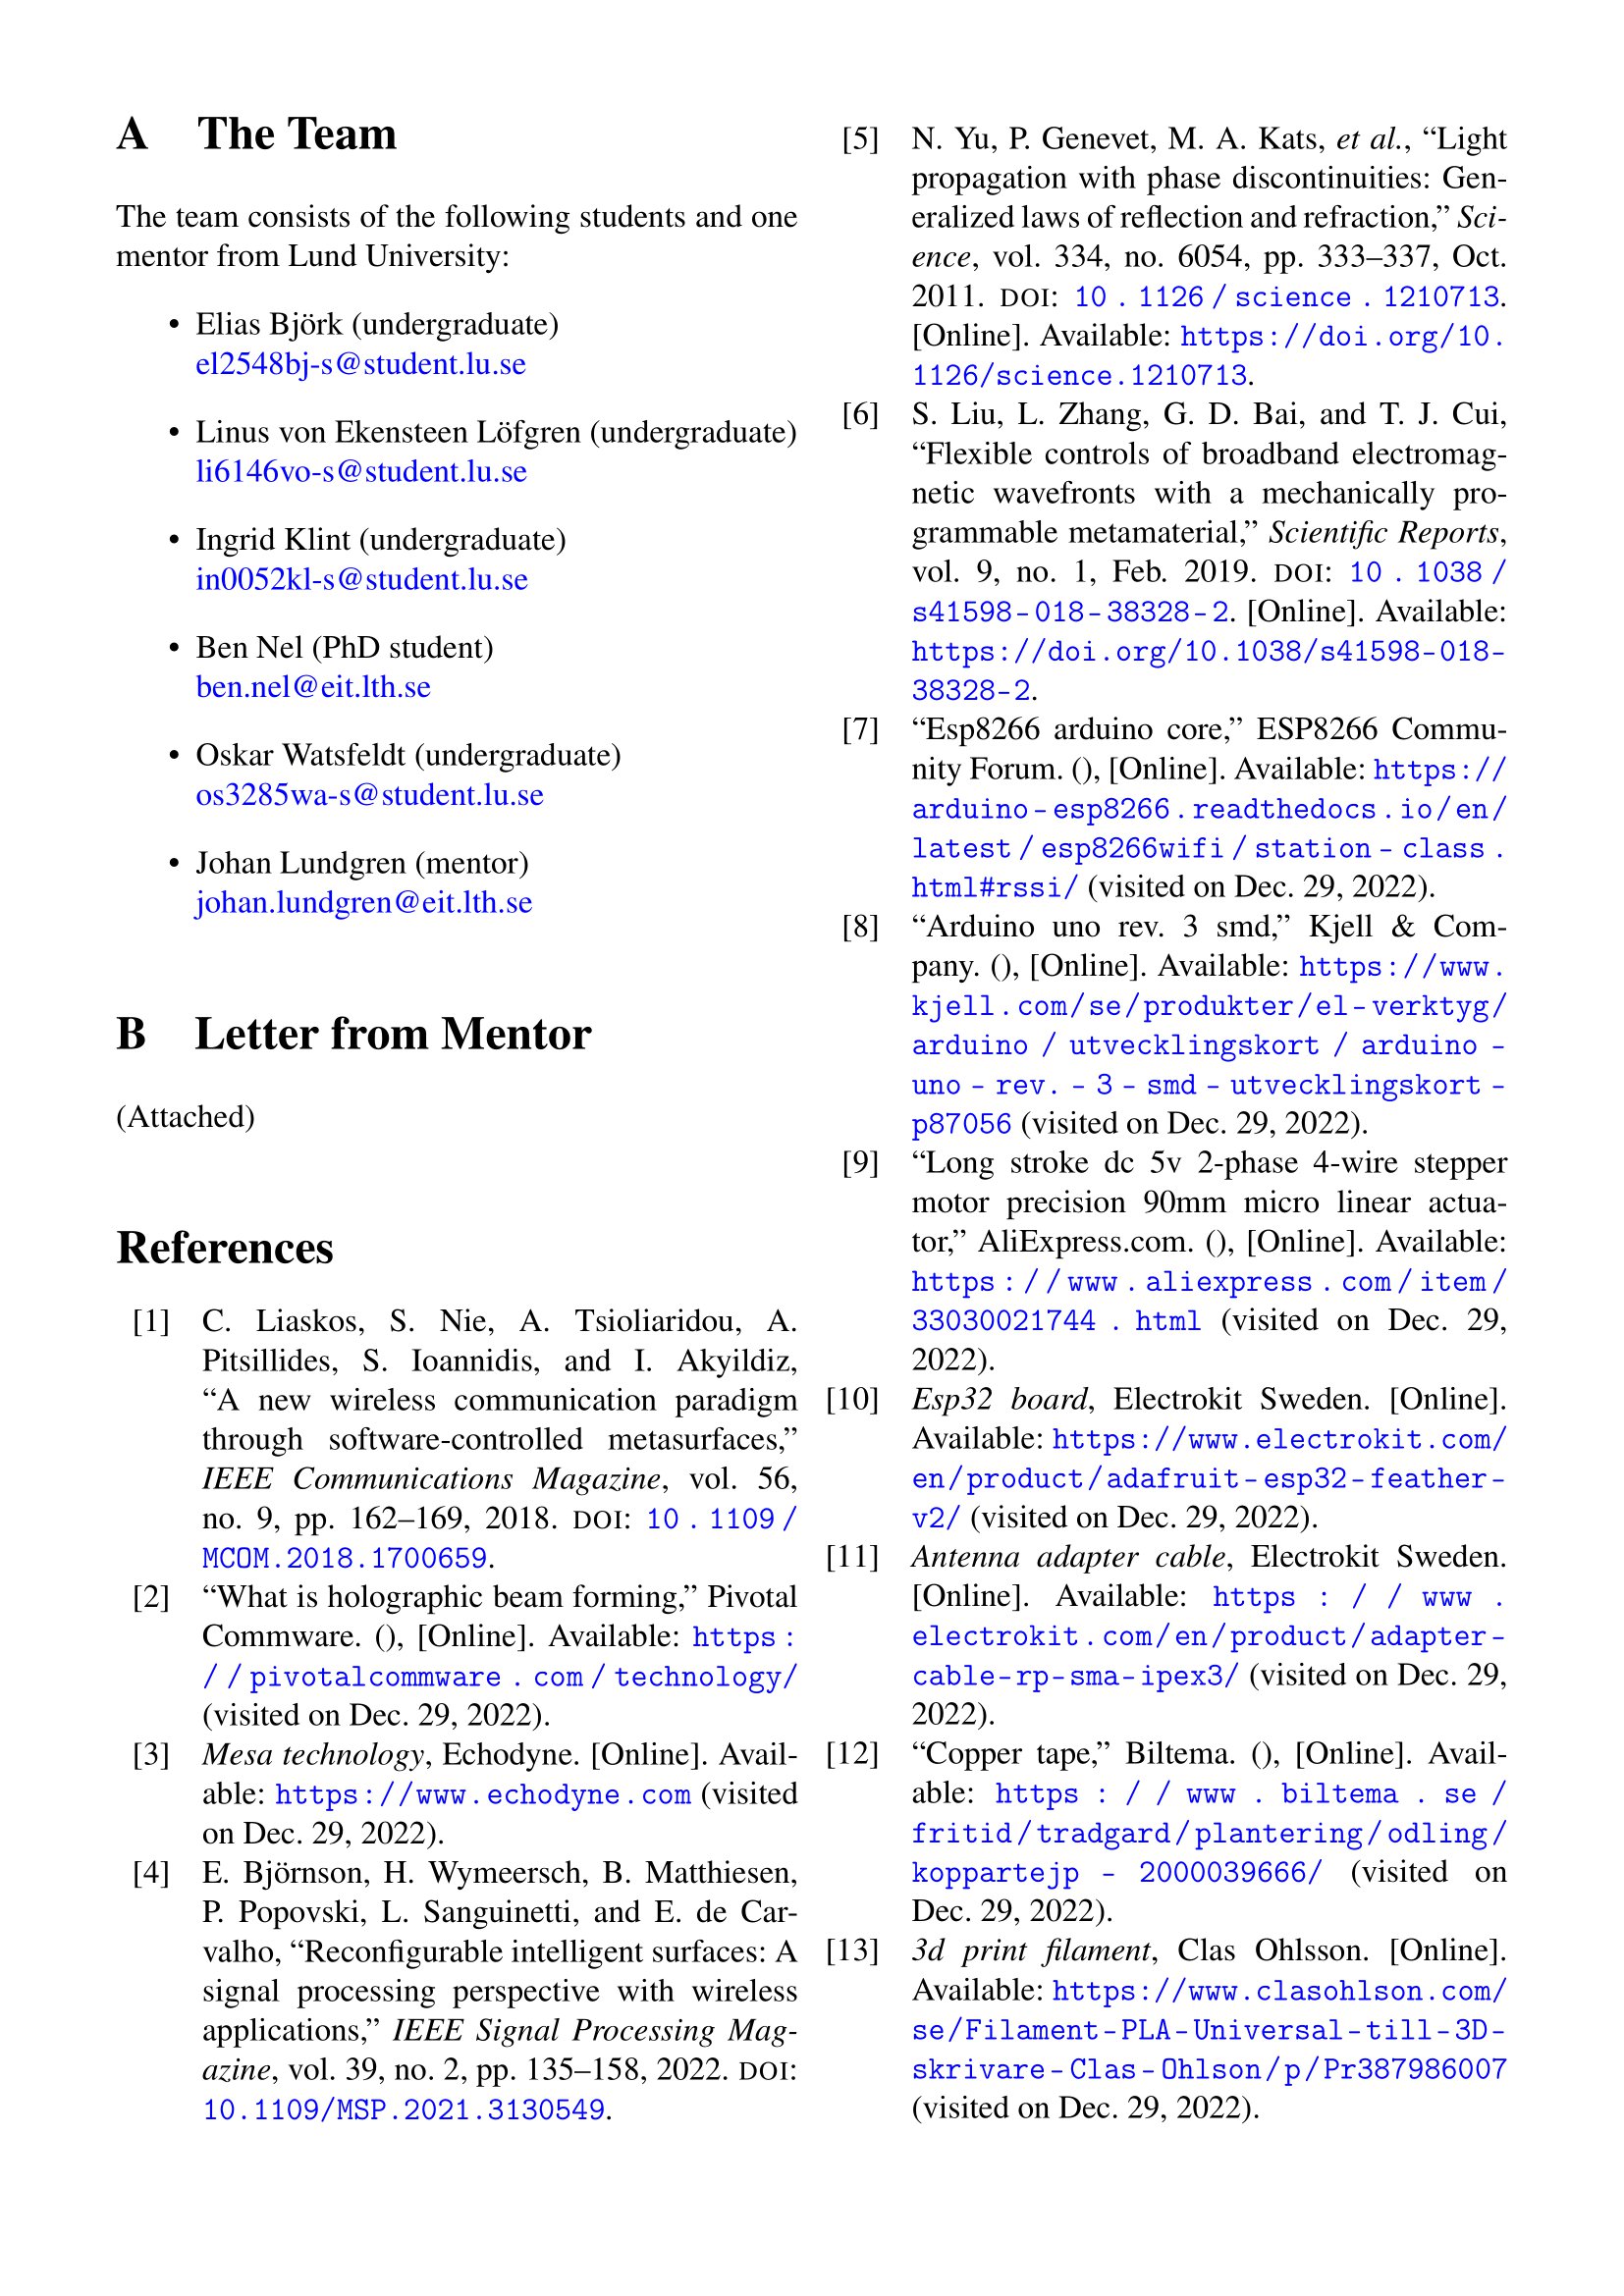 A The Team
The team consists of the following students and one
mentor from Lund University:
• Elias Björk (undergraduate)
el2548bj-s@student.lu.se
• Linus von Ekensteen Löfgren (undergraduate)
li6146vo-s@student.lu.se
• Ingrid Klint (undergraduate)
in0052kl-s@student.lu.se
• Ben Nel (PhD student)
ben.nel@eit.lth.se
• Oskar Watsfeldt (undergraduate)
os3285wa-s@student.lu.se
• Johan Lundgren (mentor)
johan.lundgren@eit.lth.se
B Letter from Mentor
(Attached)
References
[1] C. Liaskos, S. Nie, A. Tsioliaridou, A.
Pitsillides, S. Ioannidis, and I. Akyildiz,
“A new wireless communication paradigm
through software-controlled metasurfaces,”
IEEE Communications Magazine, vol. 56,
no. 9, pp. 162–169, 2018. DOI: 10 . 1109 /
MCOM.2018.1700659.
[2] “What is holographic beam forming,” Pivotal
Commware. (), [Online]. Available: https :
/ / pivotalcommware . com / technology/
(visited on Dec. 29, 2022).
[3] Mesa technology, Echodyne. [Online]. Avail-
able: https://www.echodyne.com (visited
on Dec. 29, 2022).
[4] E. Björnson, H. Wymeersch, B. Matthiesen,
P. Popovski, L. Sanguinetti, and E. de Car-
valho, “Reconfigurable intelligent surfaces: A
signal processing perspective with wireless
applications,” IEEE Signal Processing Mag-
azine, vol. 39, no. 2, pp. 135–158, 2022. DOI:
10.1109/MSP.2021.3130549.
[5] N. Yu, P. Genevet, M. A. Kats, et al., “Light
propagation with phase discontinuities: Gen-
eralized laws of reflection and refraction,” Sci-
ence, vol. 334, no. 6054, pp. 333–337, Oct.
2011. DOI: 10 . 1126 / science . 1210713.
[Online]. Available: https://doi.org/10.
1126/science.1210713.
[6] S. Liu, L. Zhang, G. D. Bai, and T. J. Cui,
“Flexible controls of broadband electromag-
netic wavefronts with a mechanically pro-
grammable metamaterial,” Scientific Reports,
vol. 9, no. 1, Feb. 2019. DOI: 10 . 1038 /
s41598-018-38328-2. [Online]. Available:
https://doi.org/10.1038/s41598-018-
38328-2.
[7] “Esp8266 arduino core,” ESP8266 Commu-
nity Forum. (), [Online]. Available: https://
arduino-esp8266.readthedocs.io/en/
latest / esp8266wifi / station - class .
html#rssi/ (visited on Dec. 29, 2022).
[8] “Arduino uno rev. 3 smd,” Kjell & Com-
pany. (), [Online]. Available: https://www.
kjell.com/se/produkter/el-verktyg/
arduino / utvecklingskort / arduino -
uno - rev. - 3 - smd - utvecklingskort -
p87056 (visited on Dec. 29, 2022).
[9] “Long stroke dc 5v 2-phase 4-wire stepper
motor precision 90mm micro linear actua-
tor,” AliExpress.com. (), [Online]. Available:
https : / / www . aliexpress . com / item /
33030021744 . html (visited on Dec. 29,
2022).
[10] Esp32 board, Electrokit Sweden. [Online].
Available: https://www.electrokit.com/
en/product/adafruit-esp32-feather-
v2/ (visited on Dec. 29, 2022).
[11] Antenna adapter cable, Electrokit Sweden.
[Online]. Available: https : / / www .
electrokit.com/en/product/adapter-
cable-rp-sma-ipex3/ (visited on Dec. 29,
2022).
[12] “Copper tape,” Biltema. (), [Online]. Avail-
able: https : / / www . biltema . se /
fritid/tradgard/plantering/odling/
koppartejp - 2000039666/ (visited on
Dec. 29, 2022).
[13] 3d print filament, Clas Ohlsson. [Online].
Available: https://www.clasohlson.com/
se/Filament-PLA-Universal-till-3D-
skrivare-Clas-Ohlson/p/Pr387986007
(visited on Dec. 29, 2022).